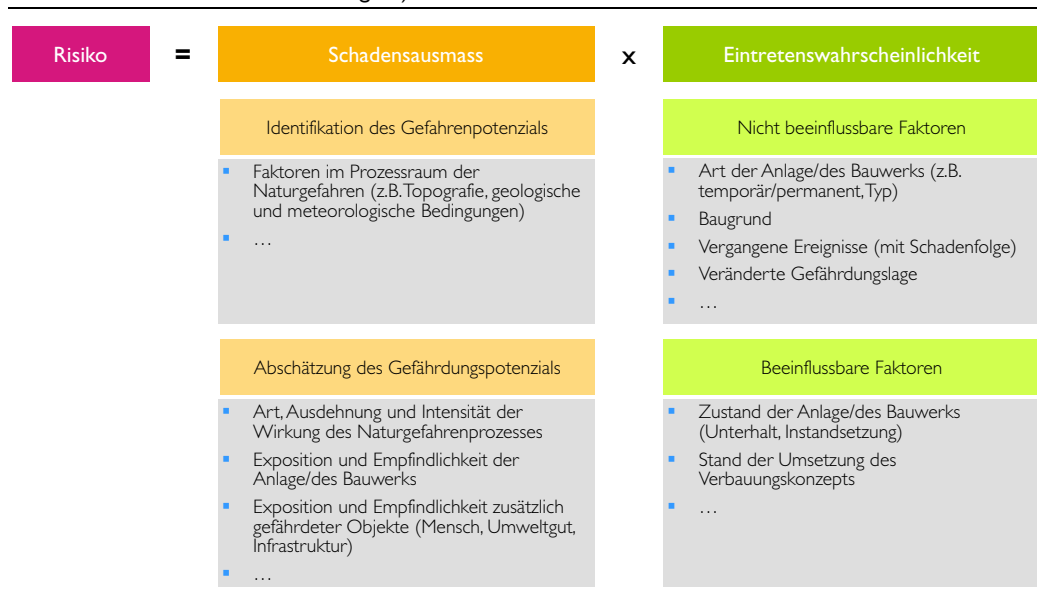 Risiko = Schadensausmass x Eintretenswahrscheinlichkeit
Identifikation des Gefahrenpotenzials
▪ Faktoren im Prozessraum der
Naturgefahren (z.B. Topografie, geologische
und meteorologische Bedingungen)
▪ …
Nicht beeinflussbare Faktoren
▪ Art der Anlage/des Bauwerks (z.B.
temporär/permanent, Typ)
▪ Baugrund
▪ Vergangene Ereignisse (mit Schadenfolge)
▪ Veränderte Gefährdungslage
▪ …
Abschätzung des Gefährdungspotenzials
▪ Art, Ausdehnung und Intensität der
Wirkung des Naturgefahrenprozesses
▪ Exposition und Empfindlichkeit der
Anlage/des Bauwerks
▪ Exposition und Empfindlichkeit zusätzlich
gefährdeter Objekte (Mensch, Umweltgut,
Infrastruktur)
▪ …
Beeinflussbare Faktoren
▪ Zustand der Anlage/des Bauwerks
(Unterhalt, Instandsetzung)
▪ Stand der Umsetzung des
Verbauungskonzepts
▪ …